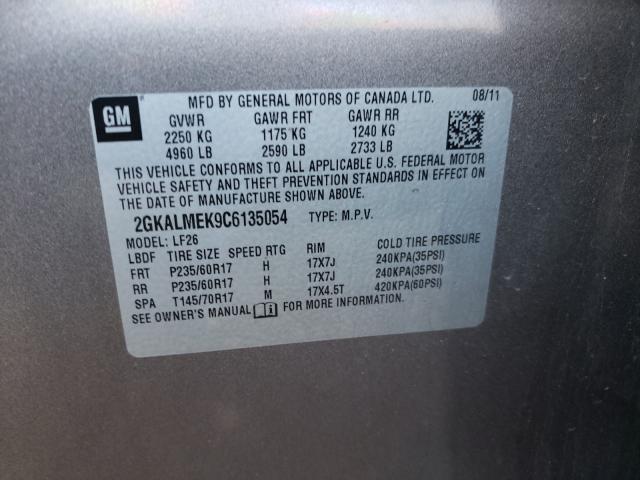 GM
MFD BY GENERAL MOTORS OF CANADA LTD. 08/11
GVWR GAWR FRT GAWR RR
2250 KG 1175 KG 1240 KG
4960 LB 2590 LB 2733 LB
THIS VEHICLE CONFORMS TO ALL APPLICABLE U.S. FEDERAL MOTOR
VEHICLE SAFETY AND THEFT PREVENTION STANDARDS IN EFFECT ON
THE DATE OF MANUFACTURE SHOWN ABOVE.
2GKALMEK9C6135054 TYPE: M.P.V.
MODEL: LF26
LBDF TIRE SIZE SPEED RTG RIM COLD TIRE PRESSURE
FRT P235/60R17 H 17X7J 240KPA(35PSI)
RR P235/60R17 H 17X7J 240KPA(35PSI)
SPA T145/70R17 M 17X4.5T 420KPA(60PSI)
SEE OWNER'S MANUAL FOR MORE INFORMATION.